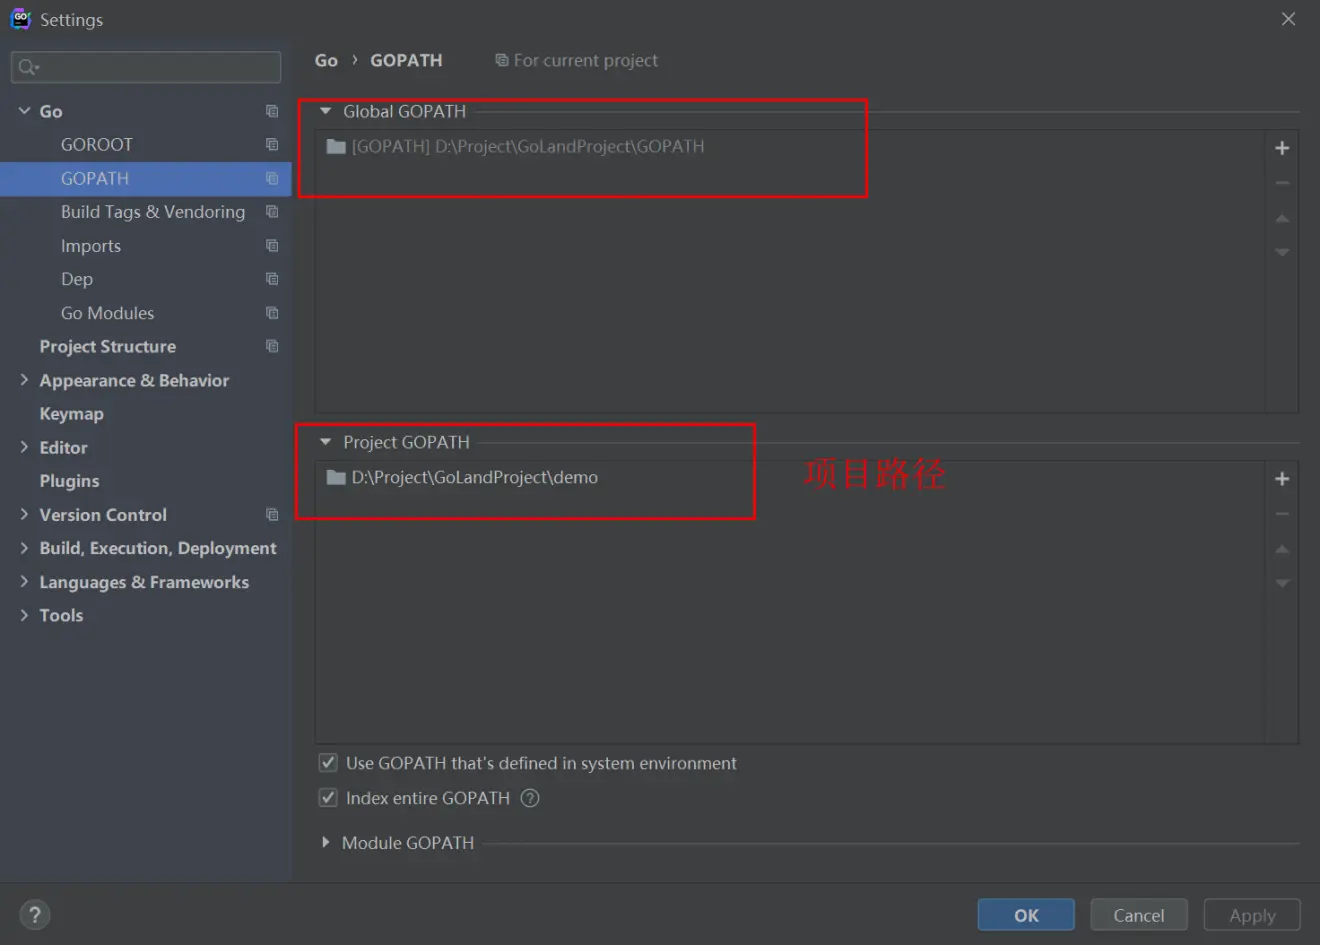 Settings
Go › GOPATH For current project
Go
GOROOT
GOPATH
Build Tags & Vendoring
Imports
Dep
Go Modules
Project Structure
Appearance & Behavior
Keymap
Editor
Plugins
Version Control
Build, Execution, Deployment
Languages & Frameworks
Tools
Global GOPATH
[GOPATH] D:\Project\GoLandProject\GOPATH
Project GOPATH
D:\Project\GoLandProject\demo
项目路径
Use GOPATH that's defined in system environment
Index entire GOPATH ?
Module GOPATH
? OK Cancel Apply